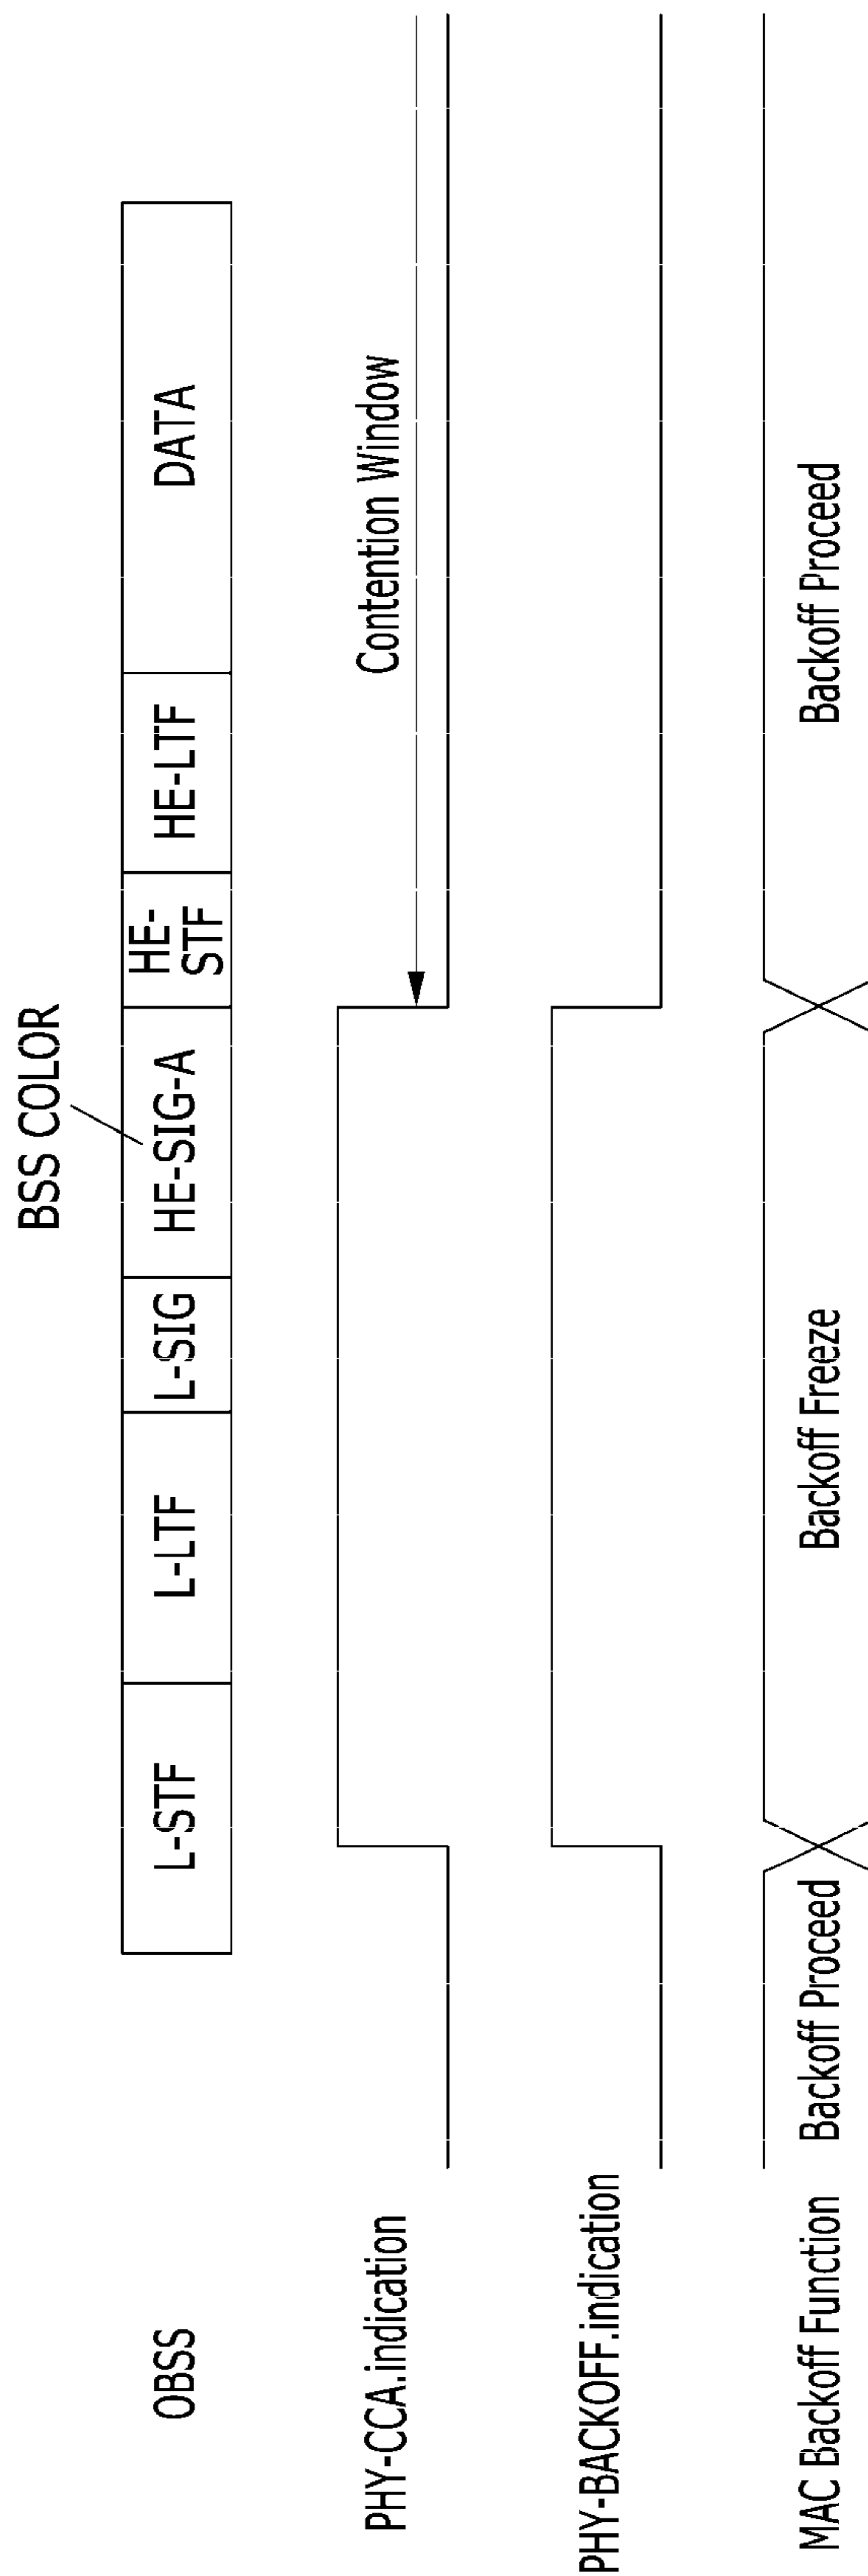 BSS COLOR
OBSS
L-STF
L-LTF
L-SIG
HE-SIG-A
HE-
STF
HE-LTF
DATA
PHY-CCA.indication
Contention Window
PHY-BACKOFF.indication
MAC Backoff Function
Backoff Proceed
Backoff Freeze
Backoff Proceed